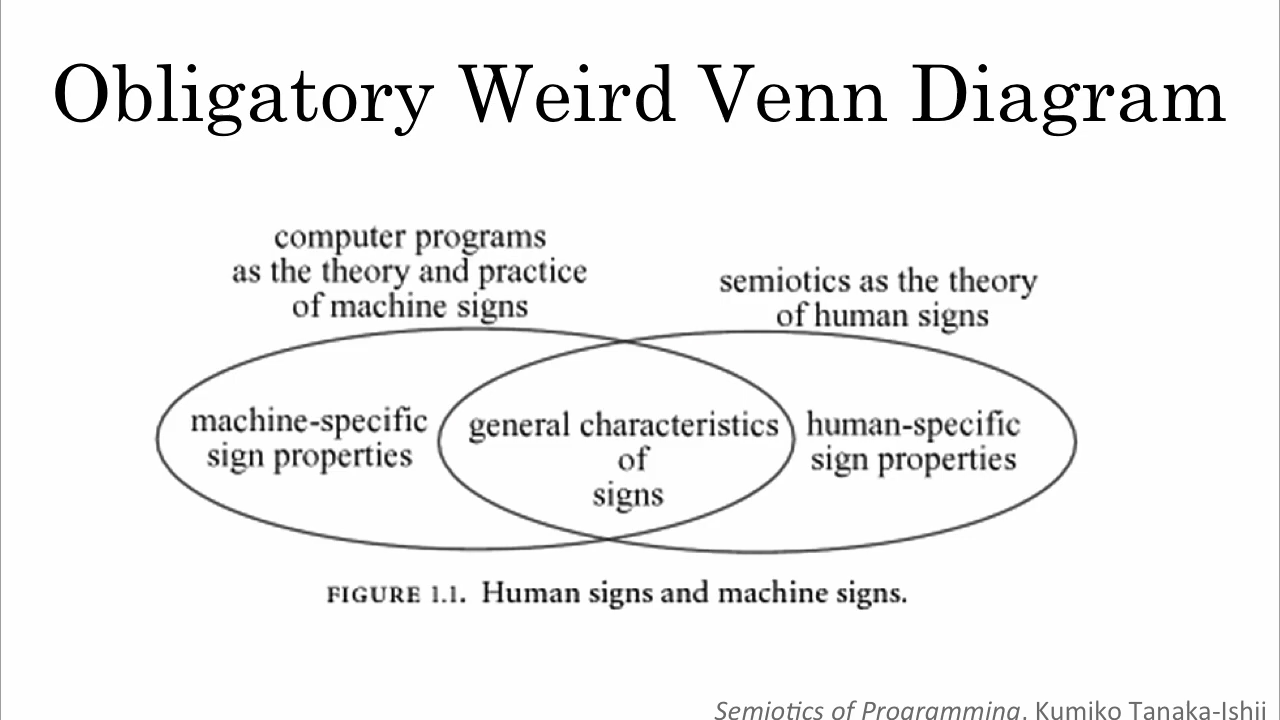 Obligatory Weird Venn Diagram
computer programs
as the theory and practice
of machine signs
semiotics as the theory
of human signs
machine-specific
sign properties
general characteristics
of
signs
human-specific
sign properties
FIGURE 1.1. Human signs and machine signs.
Semiotics of Programming, Kumiko Tanaka-Ishii